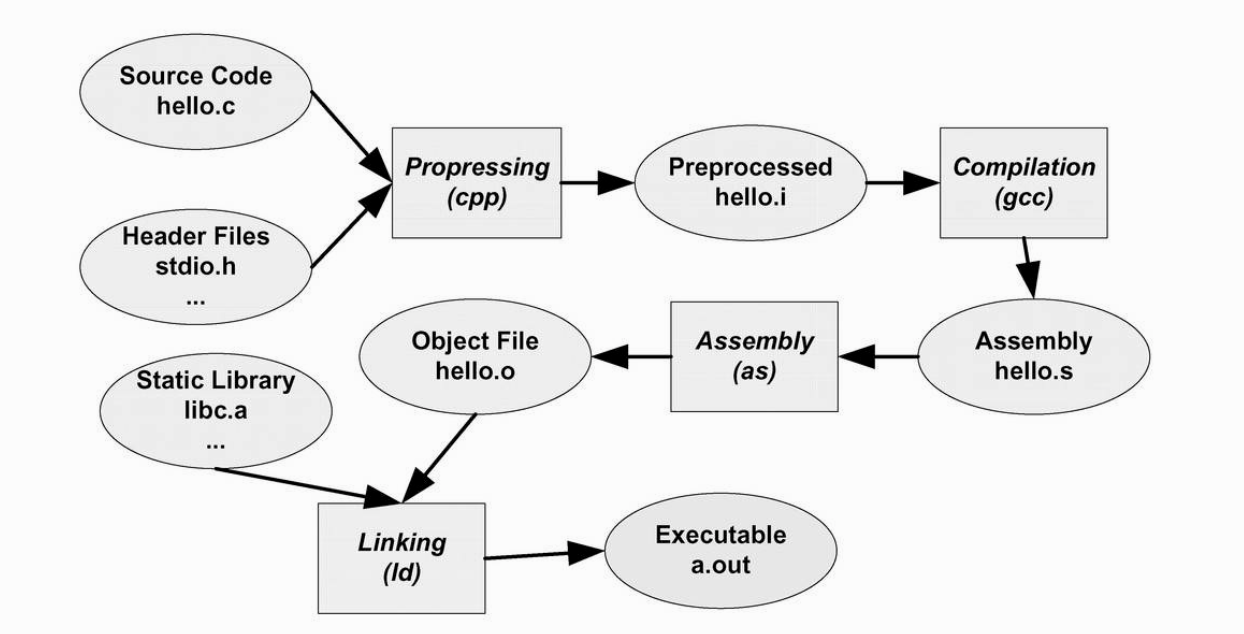 Source Code
hello.c
Header Files
stdio.h
...
Propressing
(cpp)
Preprocessed
hello.i
Compilation
(gcc)
Assembly
hello.s
Assembly
(as)
Object File
hello.o
Static Library
libc.a
...
Linking
(ld)
Executable
a.out